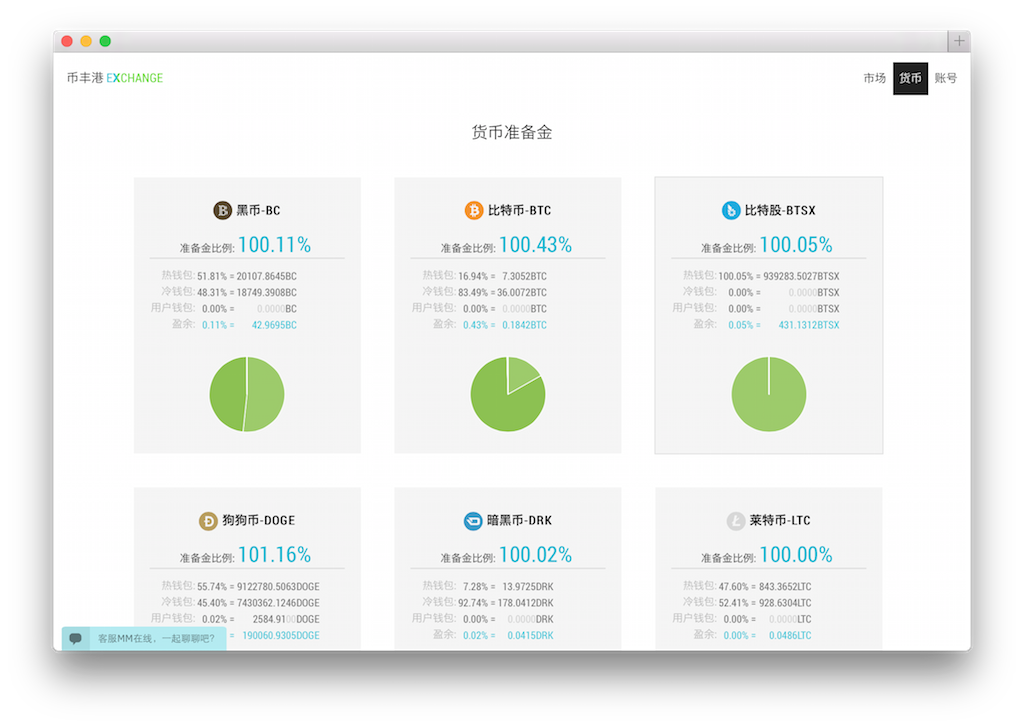 币丰港 EXCHANGE
市场 货币 账号
货币准备金
黑币-BC
准备金比例: 100.11%
热钱包: 51.81% = 20107.8645BC
冷钱包: 48.31% = 18749.3908BC
用户钱包: 0.00% = 0.0000BC
盈余: 0.11% = 42.9695BC
比特币-BTC
准备金比例: 100.43%
热钱包: 16.94% = 7.3052BTC
冷钱包: 83.49% = 36.0072BTC
用户钱包: 0.00% = 0.0000BTC
盈余: 0.43% = 0.1842BTC
比特股-BTSX
准备金比例: 100.05%
热钱包: 100.05% = 939283.5027BTSX
冷钱包: 0.00% = 0.0000BTSX
用户钱包: 0.00% = 0.0000BTSX
盈余: 0.05% = 431.1312BTSX
狗狗币-DOGE
准备金比例: 101.16%
热钱包: 55.74% = 9122780.5063DOGE
冷钱包: 45.40% = 7430362.1246DOGE
用户钱包: 0.02% = 2584.9100DOGE
= 190060.9305DOGE
暗黑币-DRK
准备金比例: 100.02%
热钱包: 7.28% = 13.9725DRK
冷钱包: 92.74% = 178.0412DRK
用户钱包: 0.00% = 0.0000DRK
盈余: 0.02% = 0.0415DRK
莱特币-LTC
准备金比例: 100.00%
热钱包: 47.60% = 843.3652LTC
冷钱包: 52.41% = 928.6304LTC
用户钱包: 0.00% = 0.0000LTC
盈余: 0.00% = 0.0486LTC
客服MM在线，一起聊聊吧?